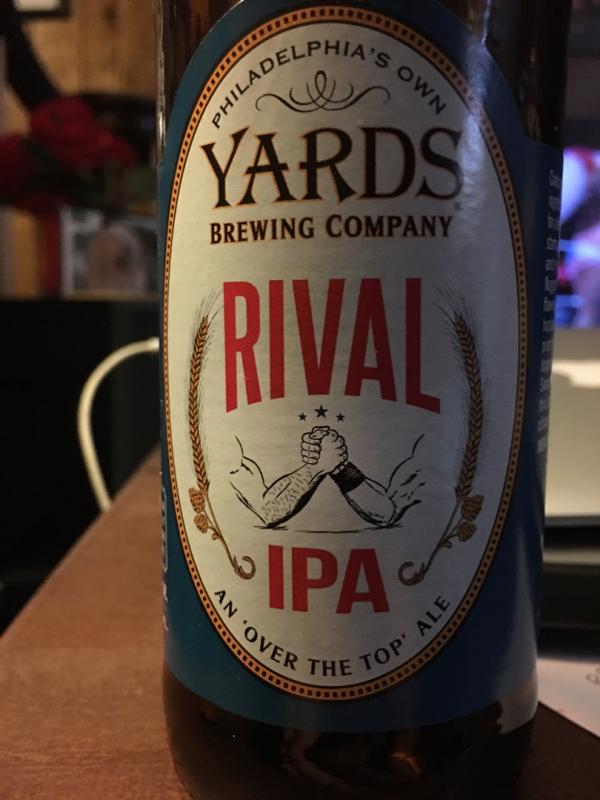 PHILADELPHIA'S OWN
YARDS
BREWING COMPANY
RIVAL
IPA
AN 'OVER THE TOP' ALE